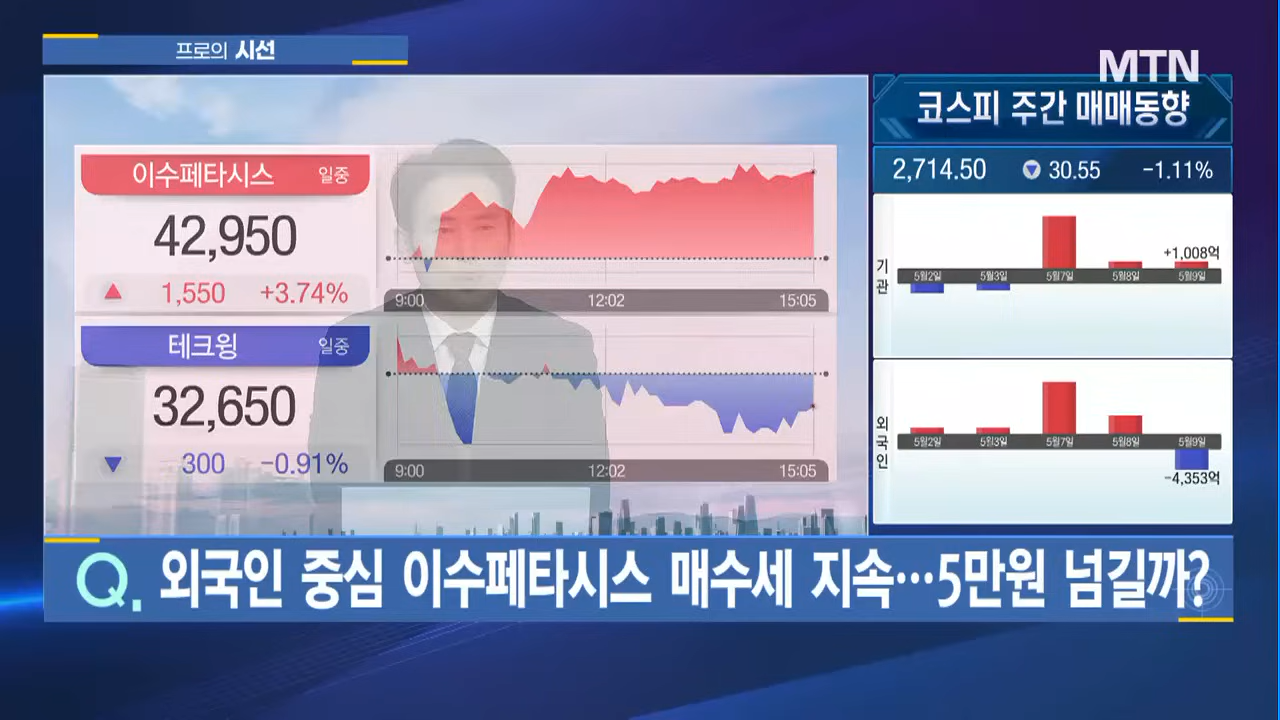 프로의 시선
MTN
코스피 주간 매매동향
2,714.50 ▼ 30.55 -1.11%
이수페타시스 일중
42,950
▲ 1,550 +3.74%
9:00 12:02 15:05
테크윙 일중
32,650
▼ 300 -0.91%
9:00 12:02 15:05
기관
+1,008억
5월2일 5월3일 5월7일 5월8일 5월9일
외국인
5월2일 5월3일 5월7일 5월8일 5월9일
-4,353억
Q. 외국인 중심 이수페타시스 매수세 지속…5만원 넘길까?